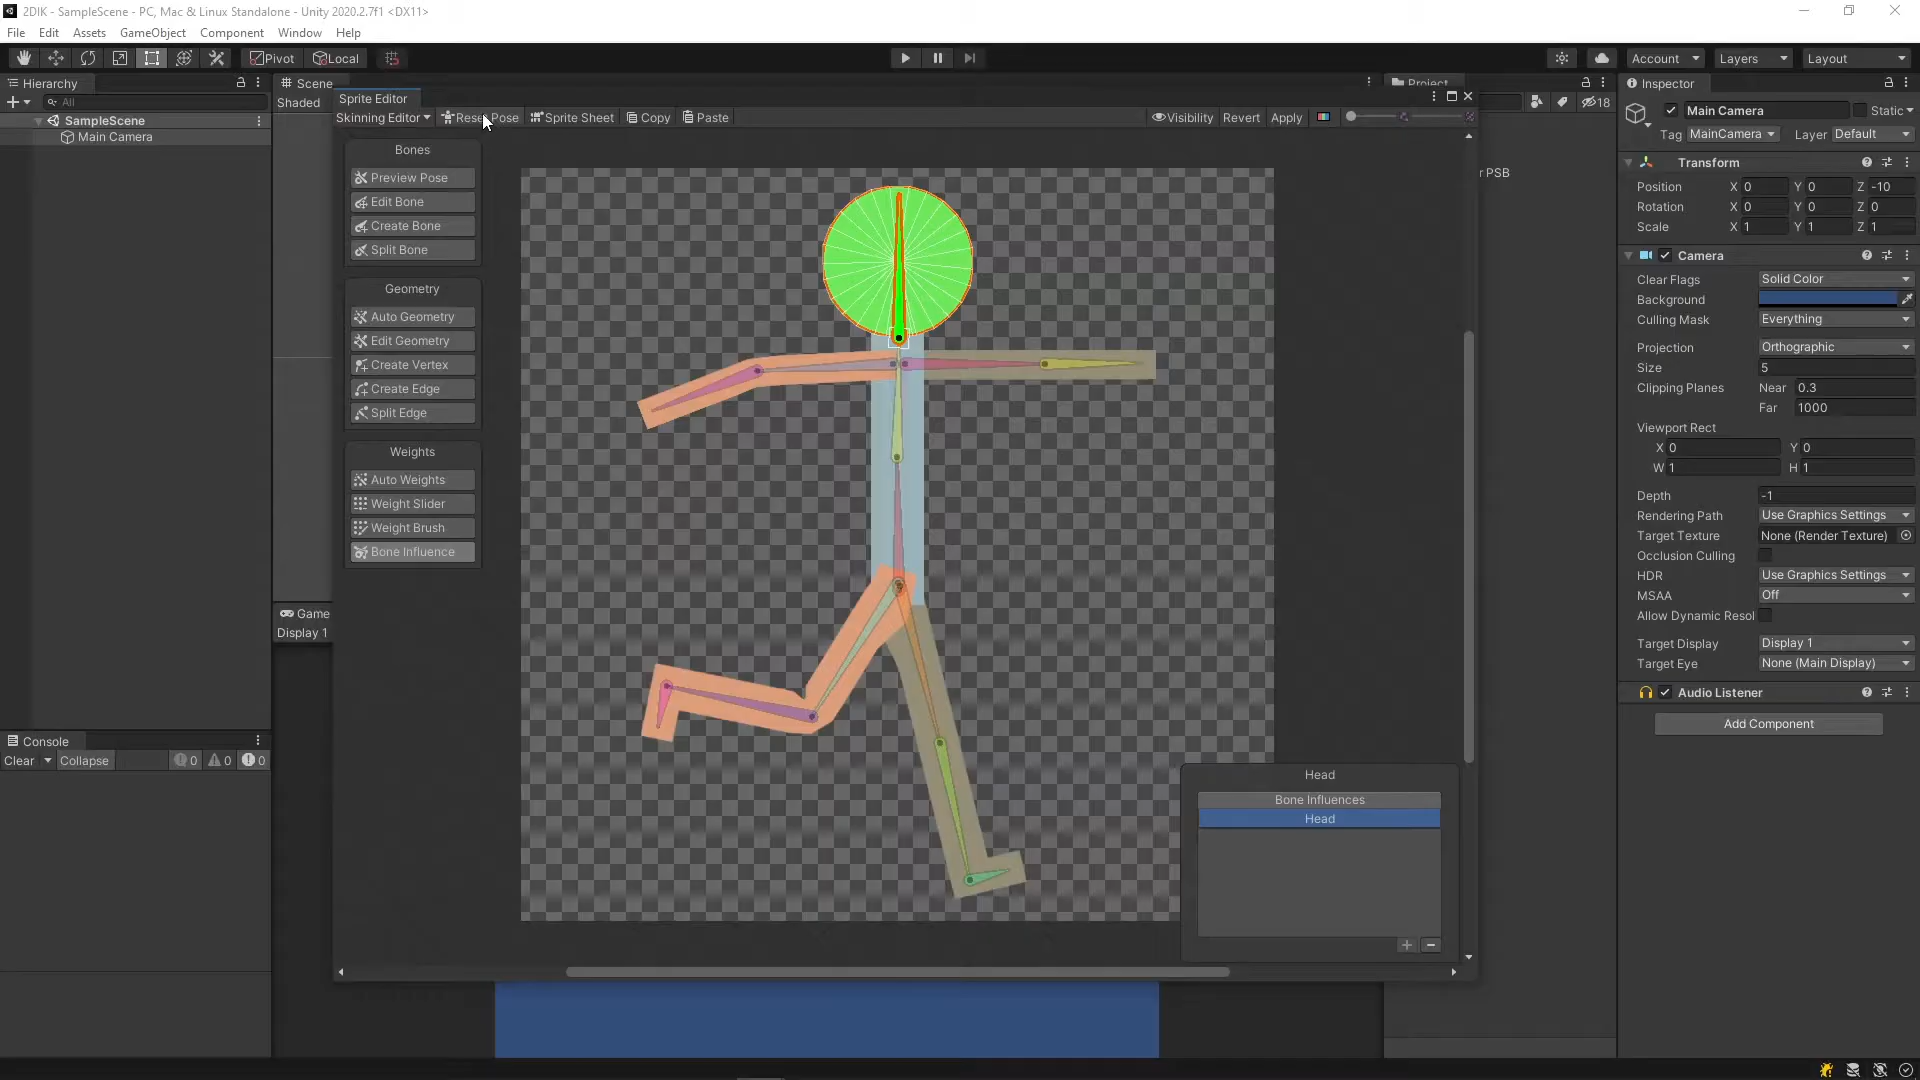 2DIK - SampleScene - PC, Mac & Linux Standalone - Unity 2020.2.7f1 <DX11>
File Edit Assets GameObject Component Window Help
Pivot Local Account Layers Layout
Hierarchy
All
SampleScene
Main Camera
Scene
Shaded
Sprite Editor
Skinning Editor Reset Pose Sprite Sheet Copy Paste Visibility Revert Apply
Bones
Preview Pose
Edit Bone
Create Bone
Split Bone
Geometry
Auto Geometry
Edit Geometry
Create Vertex
Create Edge
Split Edge
Weights
Auto Weights
Weight Slider
Weight Brush
Bone Influence
Head
Bone Influences
Head
Game
Display 1
Console
Clear Collapse 0 0 0
Project
18
r PSB
Inspector
Main Camera Static
Tag MainCamera Layer Default
Transform
Position X 0 Y 0 Z -10
Rotation X 0 Y 0 Z 0
Scale X 1 Y 1 Z 1
Camera
Clear Flags Solid Color
Background
Culling Mask Everything
Projection Orthographic
Size 5
Clipping Planes Near 0.3
Far 1000
Viewport Rect
X 0 Y 0
W 1 H 1
Depth -1
Rendering Path Use Graphics Settings
Target Texture None (Render Texture)
Occlusion Culling
HDR Use Graphics Settings
MSAA Off
Allow Dynamic Resol
Target Display Display 1
Target Eye None (Main Display)
Audio Listener
Add Component